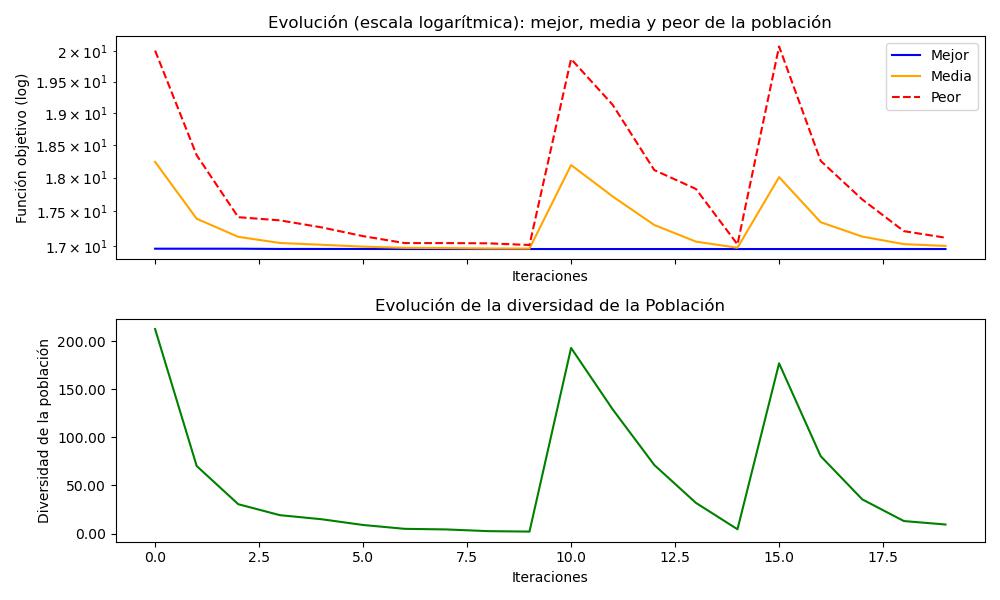 Evolución (escala logarítmica): mejor, media y peor de la población
Función objetivo (log)
2 × 10¹
1.95 × 10¹
1.9 × 10¹
1.85 × 10¹
1.8 × 10¹
1.75 × 10¹
1.7 × 10¹
Mejor
Media
Peor
Iteraciones
Evolución de la diversidad de la Población
Diversidad de la población
200.00
150.00
100.00
50.00
0.00
0.0 2.5 5.0 7.5 10.0 12.5 15.0 17.5
Iteraciones